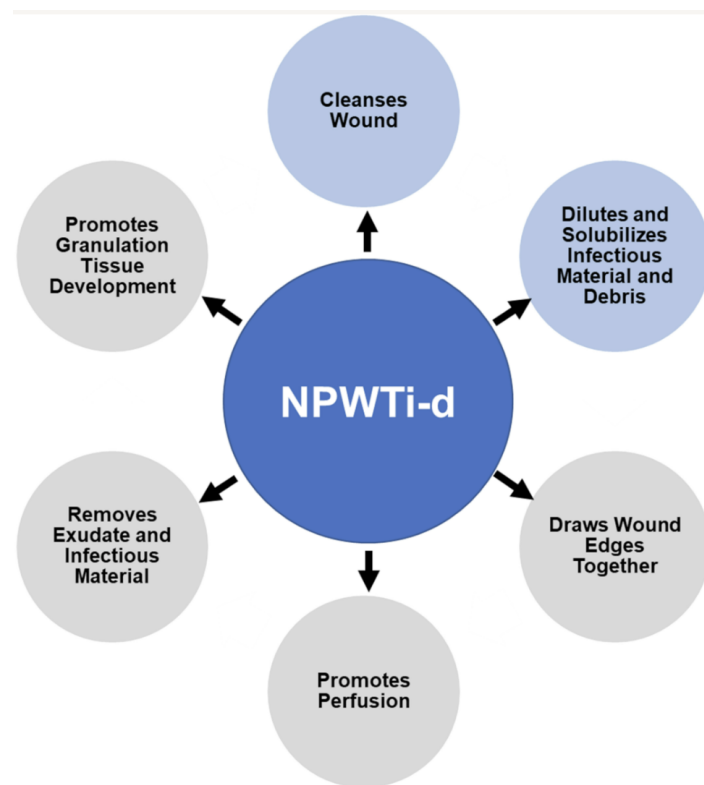 Cleanses
Wound
Dilutes and
Solubilizes
Infectious
Material and
Debris
Promotes
Granulation
Tissue
Development
NPWTi-d
Removes
Exudate and
Infectious
Material
Draws Wound
Edges
Together
Promotes
Perfusion